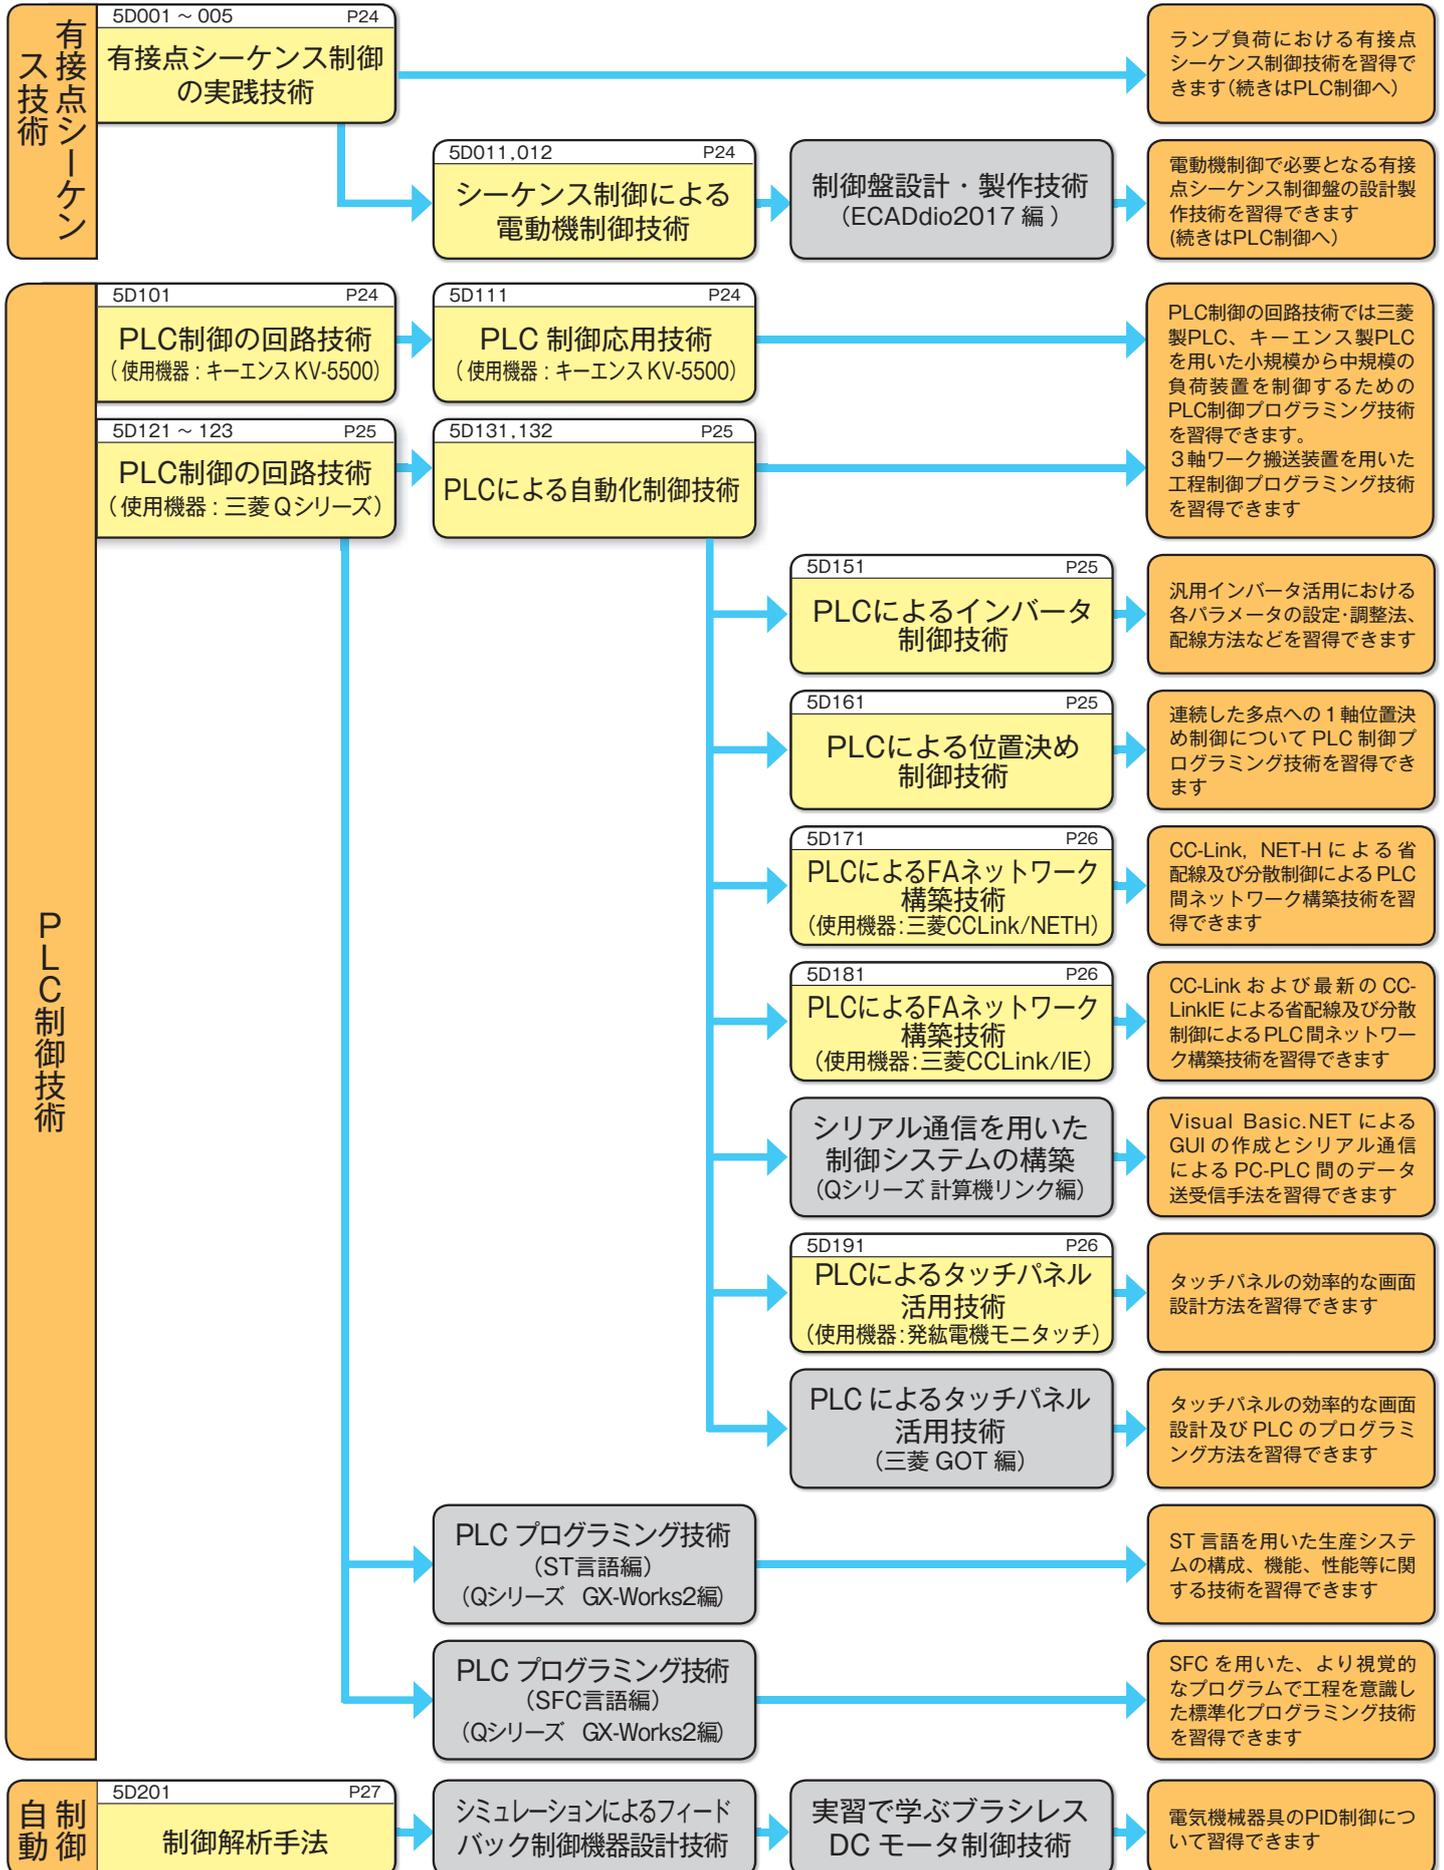 有接点シーケン
ス技術
5D001 ～ 005 P24
有接点シーケンス制御
の実践技術
ランプ負荷における有接点
シーケンス制御技術を習得で
きます(続きはPLC制御へ)
5D011,012 P24
シーケンス制御による
電動機制御技術
制御盤設計・製作技術
（ECADdio2017 編 ）
電動機制御で必要となる有接
点シーケンス制御盤の設計製
作技術を習得できます
(続きはPLC制御へ)
PLC制御技術
5D101 P24
PLC制御の回路技術
（ 使用機器 : キーエンス KV-5500）
5D111 P24
PLC 制御応用技術
（ 使用機器 : キーエンス KV-5500）
PLC制御の回路技術では三菱
製PLC、キーエンス製PLC
を用いた小規模から中規模の
負荷装置を制御するための
PLC制御プログラミング技術
を習得できます。
３軸ワーク搬送装置を用いた
工程制御プログラミング技術
を習得できます
5D121 ～ 123 P25
PLC制御の回路技術
（ 使用機器 : 三菱 Ｑシリーズ）
5D131,132 P25
PLCによる自動化制御技術
5D151 P25
PLCによるインバータ
制御技術
汎用インバータ活用における
各パラメータの設定・調整法、
配線方法などを習得できます
5D161 P25
PLCによる位置決め
制御技術
連続した多点への１軸位置決
め制御について PLC 制御プ
ログラミング技術を習得でき
ます
5D171 P26
PLCによるFAネットワーク
構築技術
（使用機器：三菱CCLink/NETH）
CC-Link, NET-H による省
配線及び分散制御による PLC
間ネットワーク構築技術を習
得できます
5D181 P26
PLCによるFAネットワーク
構築技術
（使用機器：三菱CCLink/IE）
CC-Link および最新の CC-
LinkIE による省配線及び分散
制御による PLC 間ネットワー
ク構築技術を習得できます
シリアル通信を用いた
制御システムの構築
（Qシリーズ 計算機リンク編）
Visual Basic.NET による
GUI の作成とシリアル通信
による PC-PLC 間のデータ
送受信手法を習得できます
5D191 P26
PLCによるタッチパネル
活用技術
（使用機器：発紘電機モニタッチ）
タッチパネルの効率的な画面
設計方法を習得できます
PLC によるタッチパネル
活用技術
（三菱 GOT 編）
タッチパネルの効率的な画面
設計及び PLC のプログラミ
ング方法を習得できます
PLC プログラミング技術
（ST言語編）
（Qシリーズ　GX-Works2編）
ST 言語を用いた生産システ
ムの構成、機能、性能等に関
する技術を習得できます
PLC プログラミング技術
（SFC言語編）
（Qシリーズ　GX-Works2編）
SFC を用いた、より視覚的
なプログラムで工程を意識し
た標準化プログラミング技術
を習得できます
自動
制御
5D201 P27
制御解析手法
シミュレーションによるフィード
バック制御機器設計技術
実習で学ぶブラシレス
DC モータ制御技術
電気機械器具のPID制御につ
いて習得できます